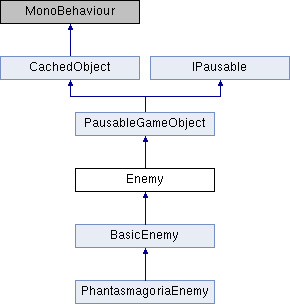 MonoBehaviour
CachedObject
IPausable
PausableGameObject
Enemy
BasicEnemy
PhantasmagoriaEnemy